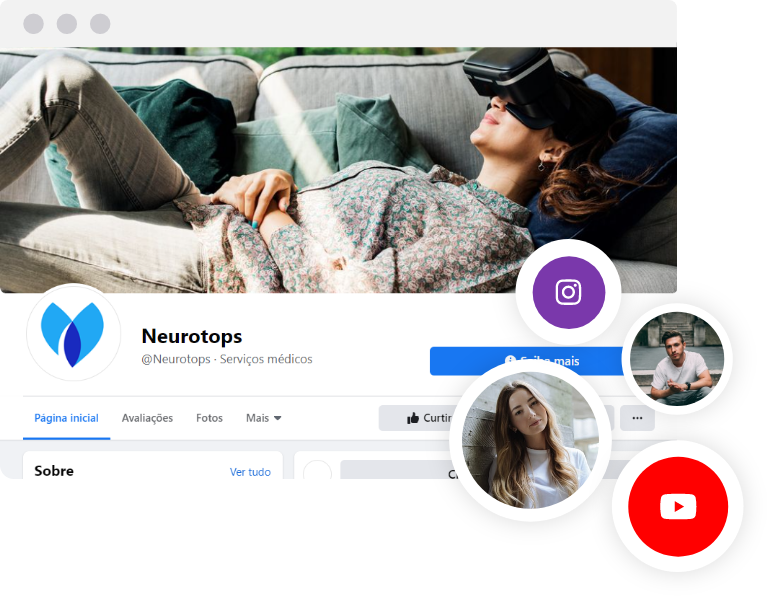 Neurotops
@Neurotops · Serviços médicos
Saiba mais
Página inicial
Avaliações
Fotos
Mais
Curtir
Sobre
Ver tudo